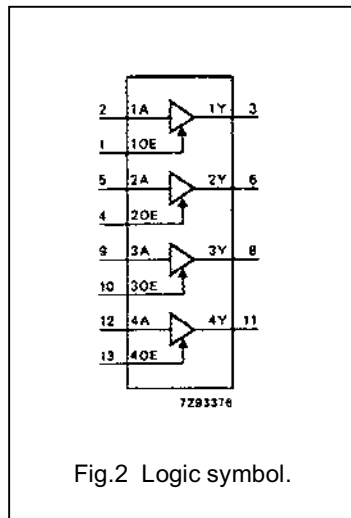 2 1A 1Y 3
1 1OE
5 2A 2Y 6
4 2OE
9 3A 3Y 8
10 3OE
12 4A 4Y 11
13 4OE
7Z93376
Fig.2 Logic symbol.